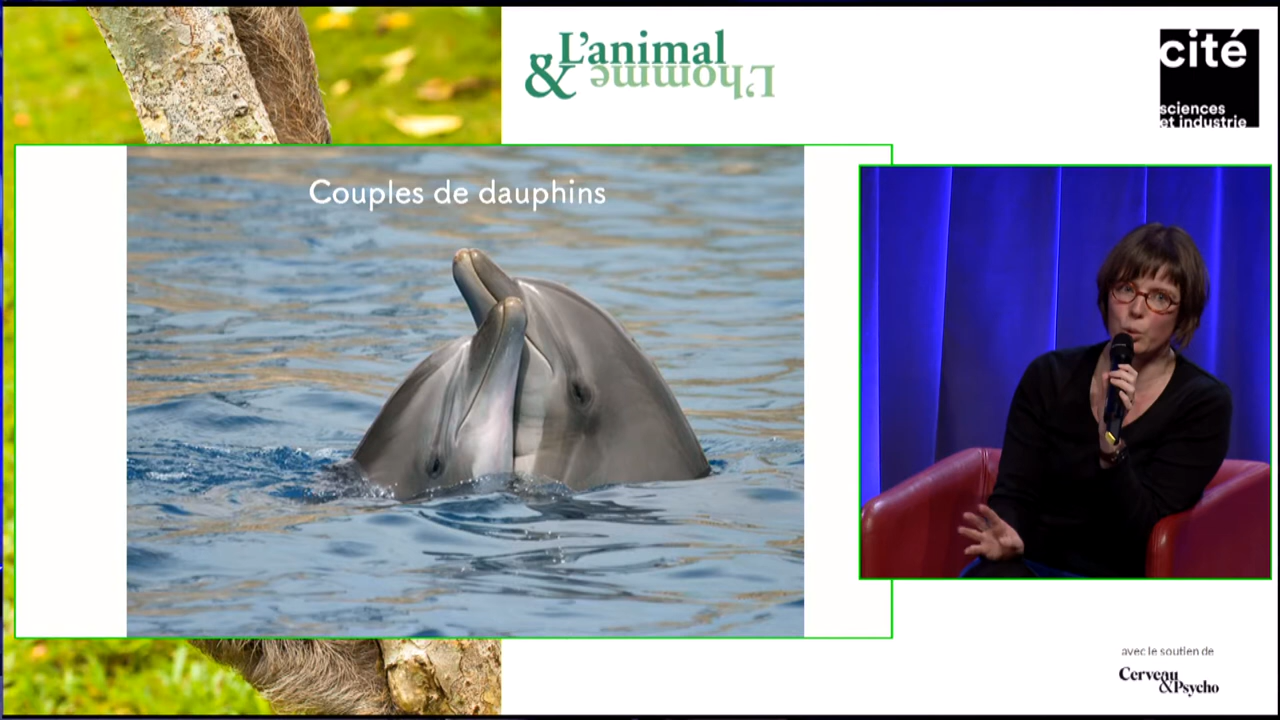 L'animal
& L'homme
cité
sciences
et industrie
Couples de dauphins
avec le soutien de
Cerveau
&Psycho